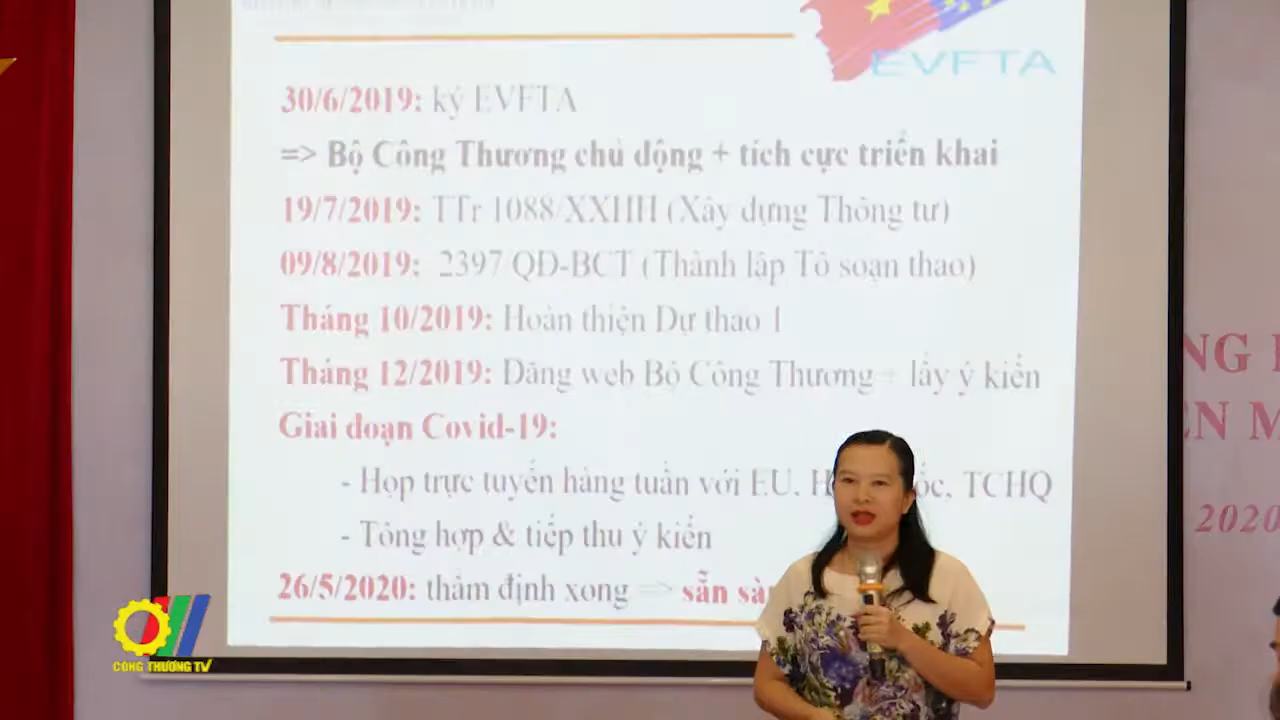 EVFTA
30/6/2019: ký EVFTA
=> Bộ Công Thương chủ động + tích cực triển khai
19/7/2019: TTr 1088/XXHH (Xây dựng Thông tư)
09/8/2019: 2397/QĐ-BCT (Thành lập Tổ soạn thảo)
Tháng 10/2019: Hoàn thiện Dự thảo 1
Tháng 12/2019: Đăng web Bộ Công Thương + lấy ý kiến
Giai đoạn Covid-19:
- Họp trực tuyến hàng tuần với EU, TCHQ
- Tổng hợp & tiếp thu ý kiến
26/5/2020: thẩm định xong => sẵn
2020
CÔNG THƯƠNG TV